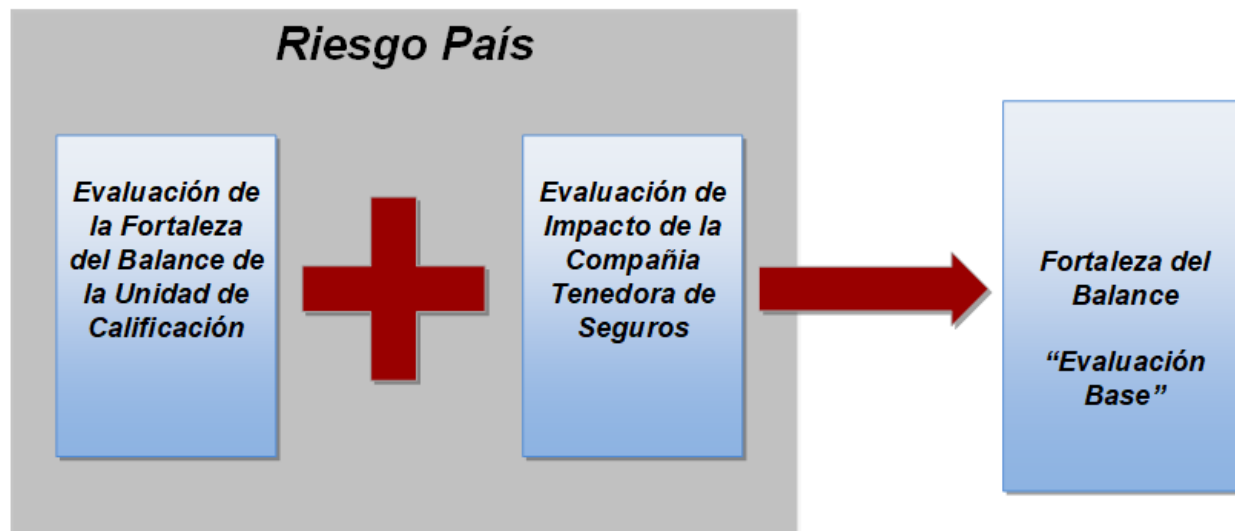 Riesgo País
Evaluación de
la Fortaleza
del Balance de
la Unidad de
Calificación
Evaluación de
Impacto de la
Compañia
Tenedora de
Seguros
Fortaleza del
Balance
“Evaluación
Base”